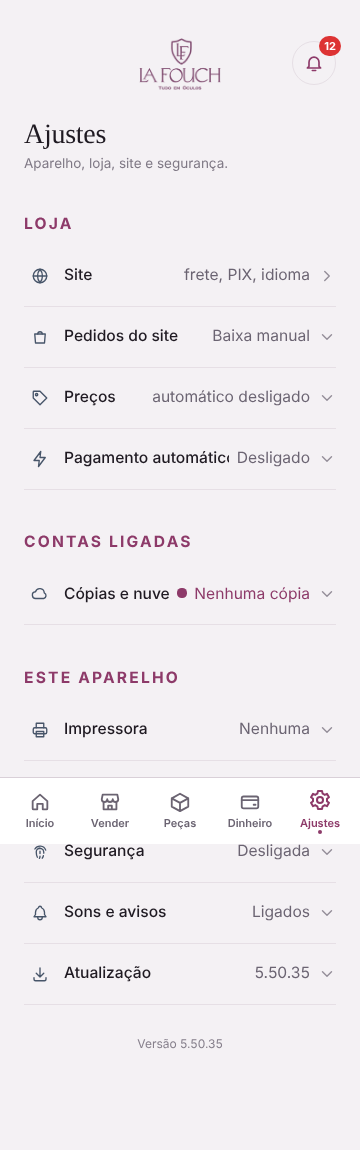 LA FOUCH
TUDO EM ÓCULOS
12
Ajustes
Aparelho, loja, site e segurança.
LOJA
Site frete, PIX, idioma
Pedidos do site Baixa manual
Preços automático desligado
Pagamento automátic Desligado
CONTAS LIGADAS
Cópias e nuve Nenhuma cópia
ESTE APARELHO
Impressora Nenhuma
Início Vender Peças Dinheiro Ajustes
Segurança Desligada
Sons e avisos Ligados
Atualização 5.50.35
Versão 5.50.35